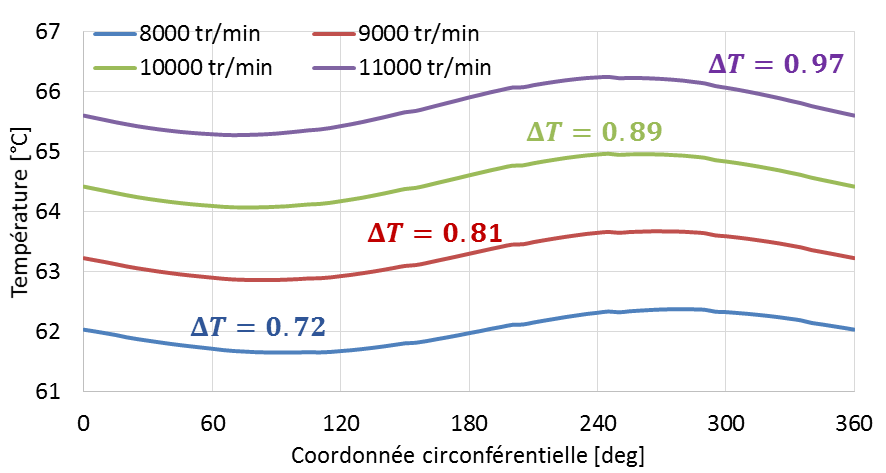 67
8000 tr/min 9000 tr/min
10000 tr/min 11000 tr/min
ΔT = 0.97
66
ΔT = 0.89
65
Température [°C]
64
ΔT = 0.81
63
ΔT = 0.72
62
61
0 60 120 180 240 300 360
Coordonnée circonférentielle [deg]